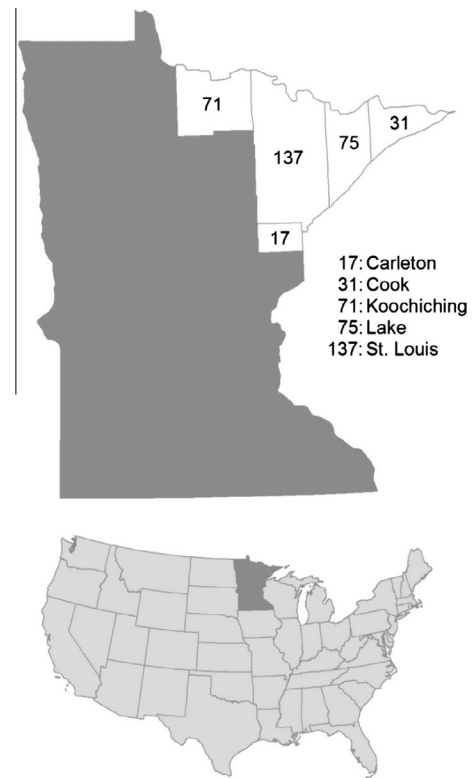 71
31
75
137
17
17: Carleton
31: Cook
71: Koochiching
75: Lake
137: St. Louis